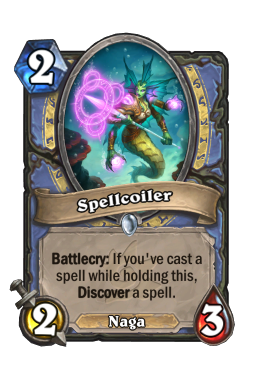 2
Spellcoiler
Battlecry: If you've cast a
spell while holding this,
Discover a spell.
2
Naga
3